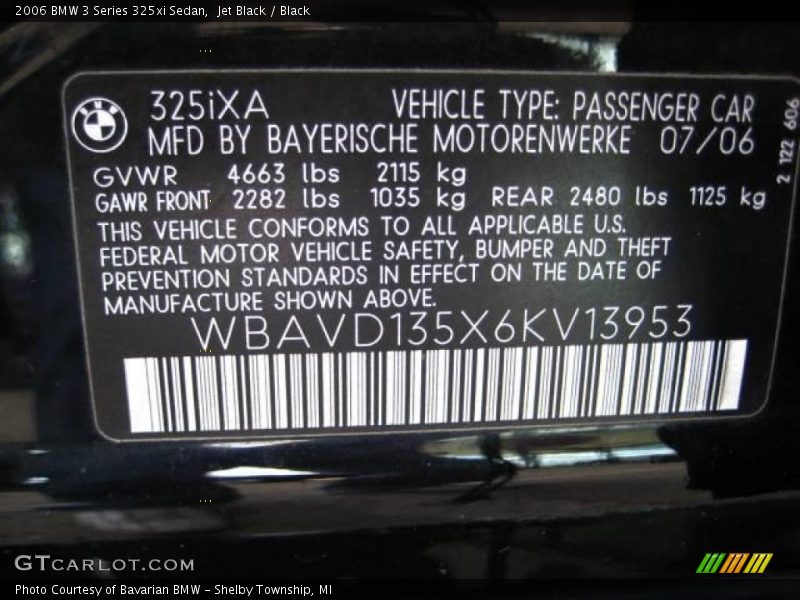 2006 BMW 3 Series 325xi Sedan, Jet Black / Black
BMW
325iXA VEHICLE TYPE: PASSENGER CAR
MFD BY BAYERISCHE MOTORENWERKE 07/06
GVWR 4663 lbs 2115 kg
GAWR FRONT 2282 lbs 1035 kg REAR 2480 lbs 1125 kg
THIS VEHICLE CONFORMS TO ALL APPLICABLE U.S.
FEDERAL MOTOR VEHICLE SAFETY, BUMPER AND THEFT
PREVENTION STANDARDS IN EFFECT ON THE DATE OF
MANUFACTURE SHOWN ABOVE.
WBAVD135X6KV13953
2 122 606
GTCARLOT.COM
Photo Courtesy of Bavarian BMW - Shelby Township, MI